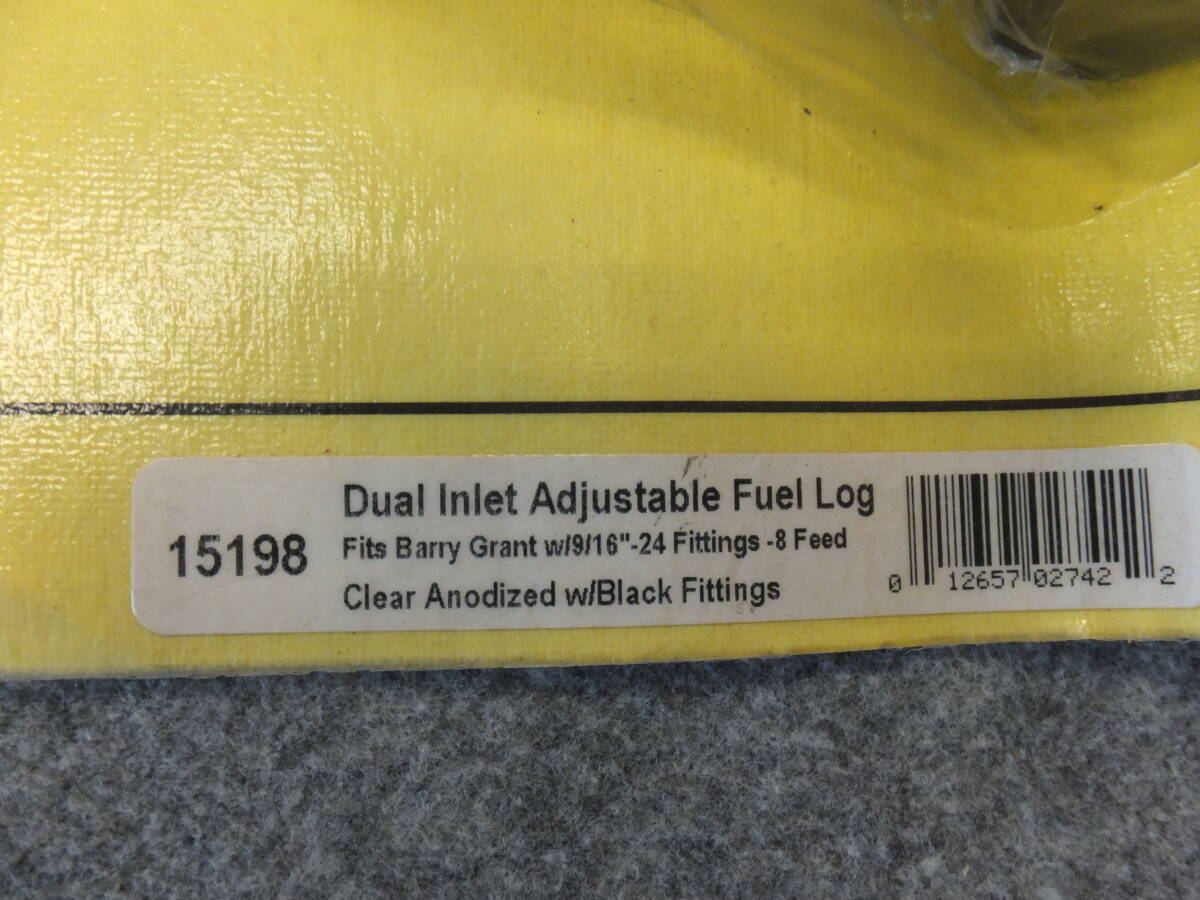 15198
Dual Inlet Adjustable Fuel Log
Fits Barry Grant w/9/16"-24 Fittings -8 Feed
Clear Anodized w/Black Fittings
0 12657 02742 2